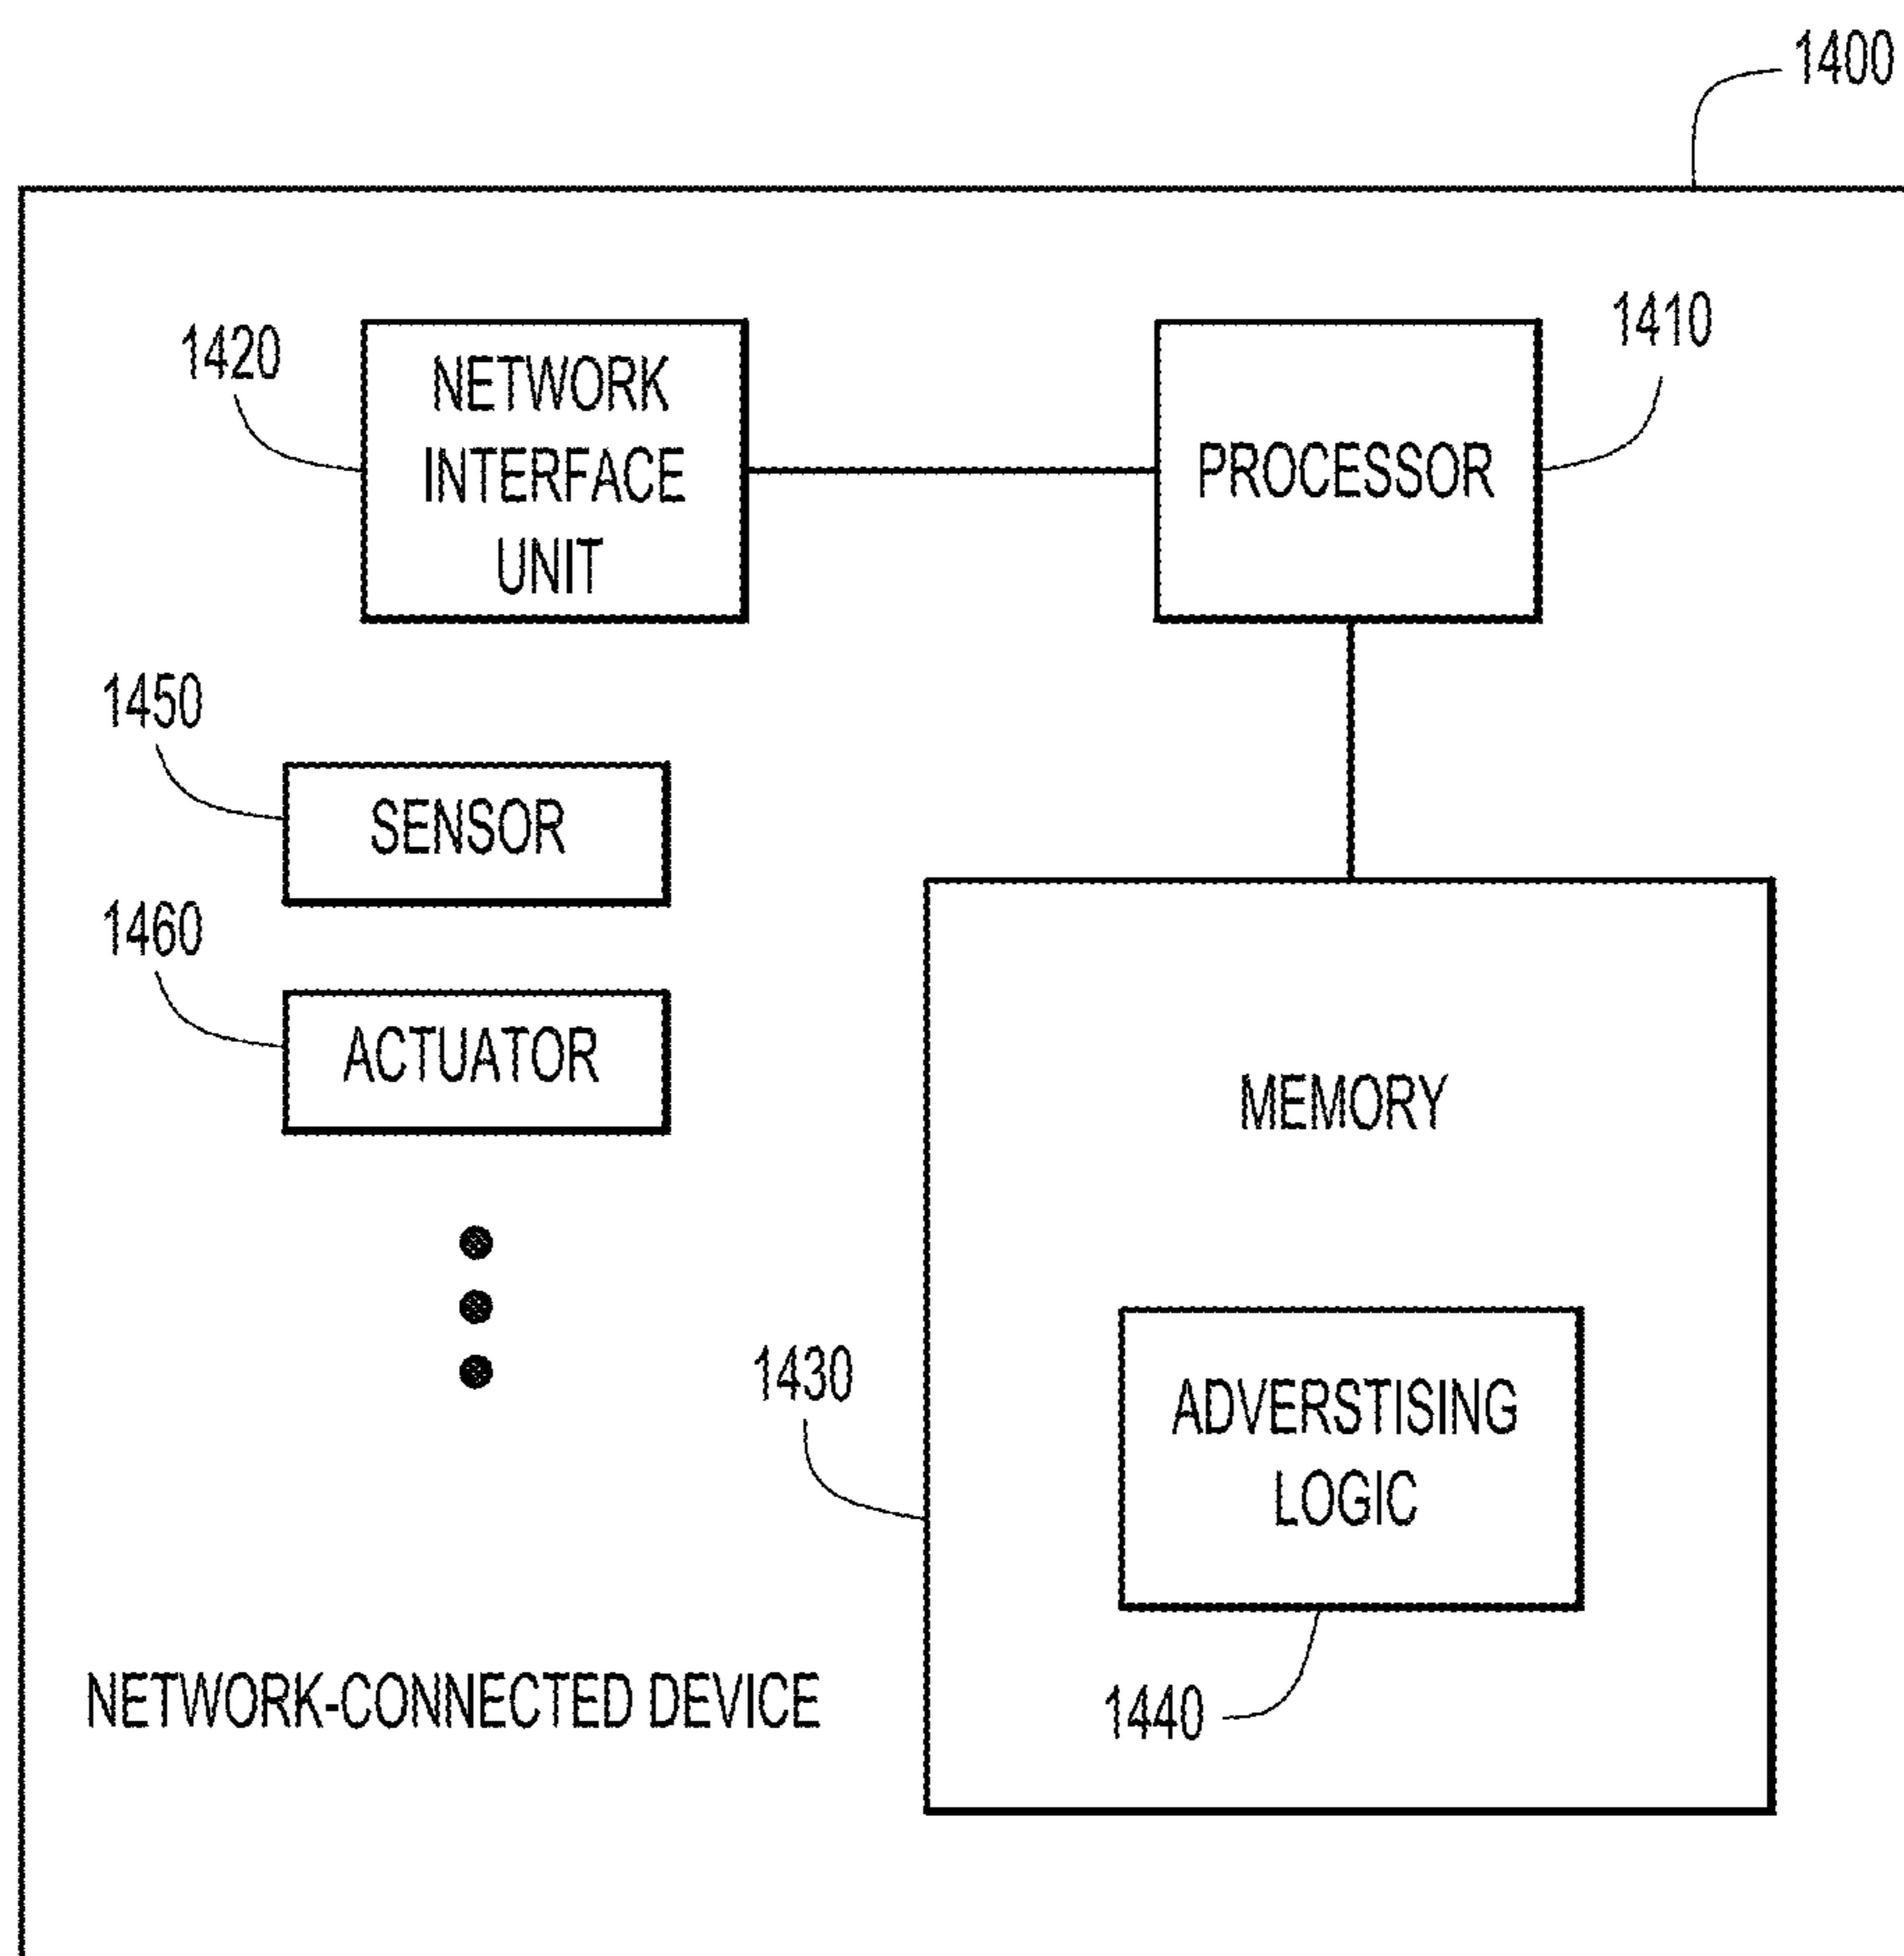 1400
1420
NETWORK
INTERFACE
UNIT
PROCESSOR
1410
1450
SENSOR
1460
ACTUATOR
MEMORY
1430
ADVERSTISING
LOGIC
1440
NETWORK-CONNECTED DEVICE